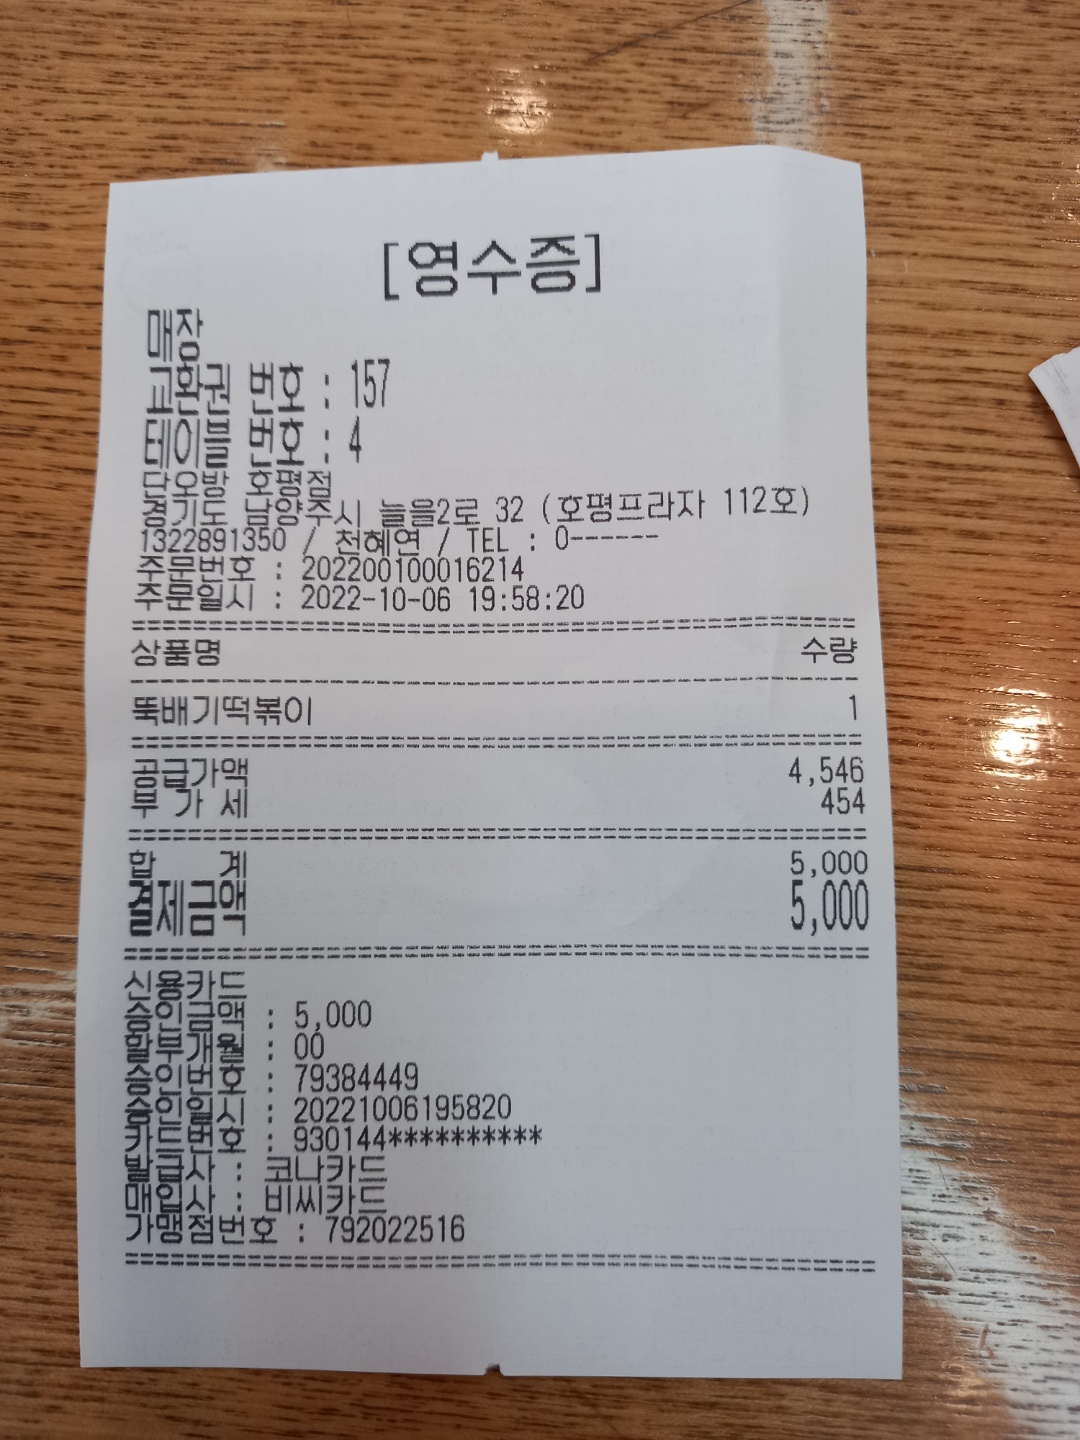 [영수증]
매장
교환권 번호 : 157
테이블 번호 : 4
단오방 호평점
경기도 남양주시 늘을2로 32 (호평프라자 112호)
1322891350 / 천혜연 / TEL : 0------
주문번호 : 202200100016214
주문일시 : 2022-10-06 19:58:20
상품명 수량
뚝배기떡볶이 1
공급가액 4,546
부 가 세 454
합 계 5,000
결제금액 5,000
신용카드
승인금액 : 5,000
할부개월 : 00
승인번호 : 79384449
승인일시 : 20221006195820
카드번호 : 930144**********
발급사 : 코나카드
매입사 : 비씨카드
가맹점번호 : 792022516